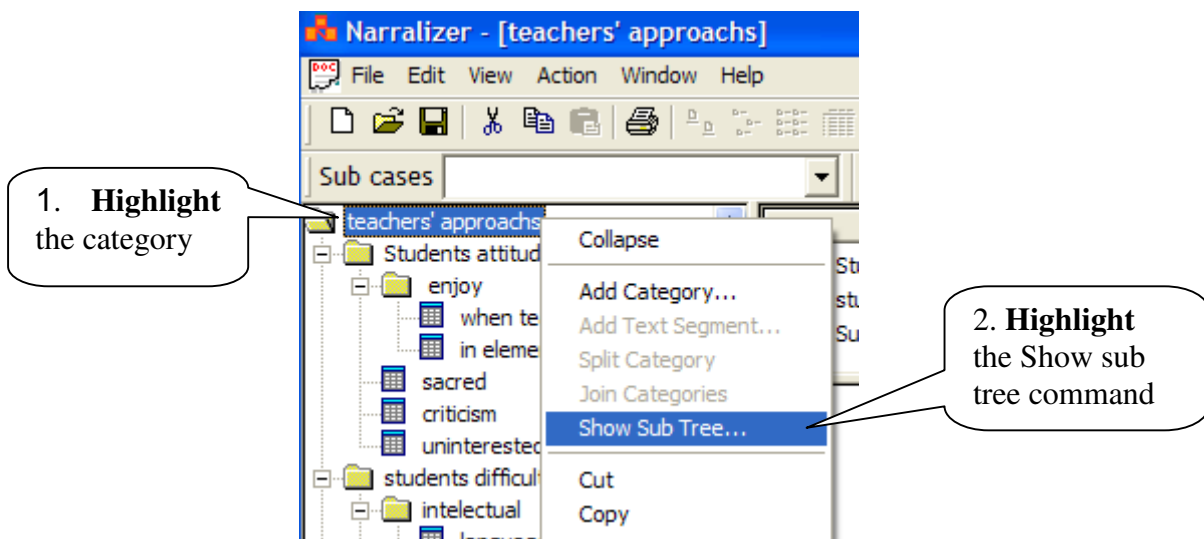 Narralizer - [teachers' approachs]
DOC
File Edit View Action Window Help
Sub cases
1. Highlight
the category
teachers' approachs
Students attitud
enjoy
when te
in eleme
sacred
criticism
uninterested
students difficul
intelectual
Collapse
Add Category...
Add Text Segment...
Split Category
Join Categories
Show Sub Tree...
Cut
Copy
Stu
stu
Su
2. Highlight
the Show sub
tree command